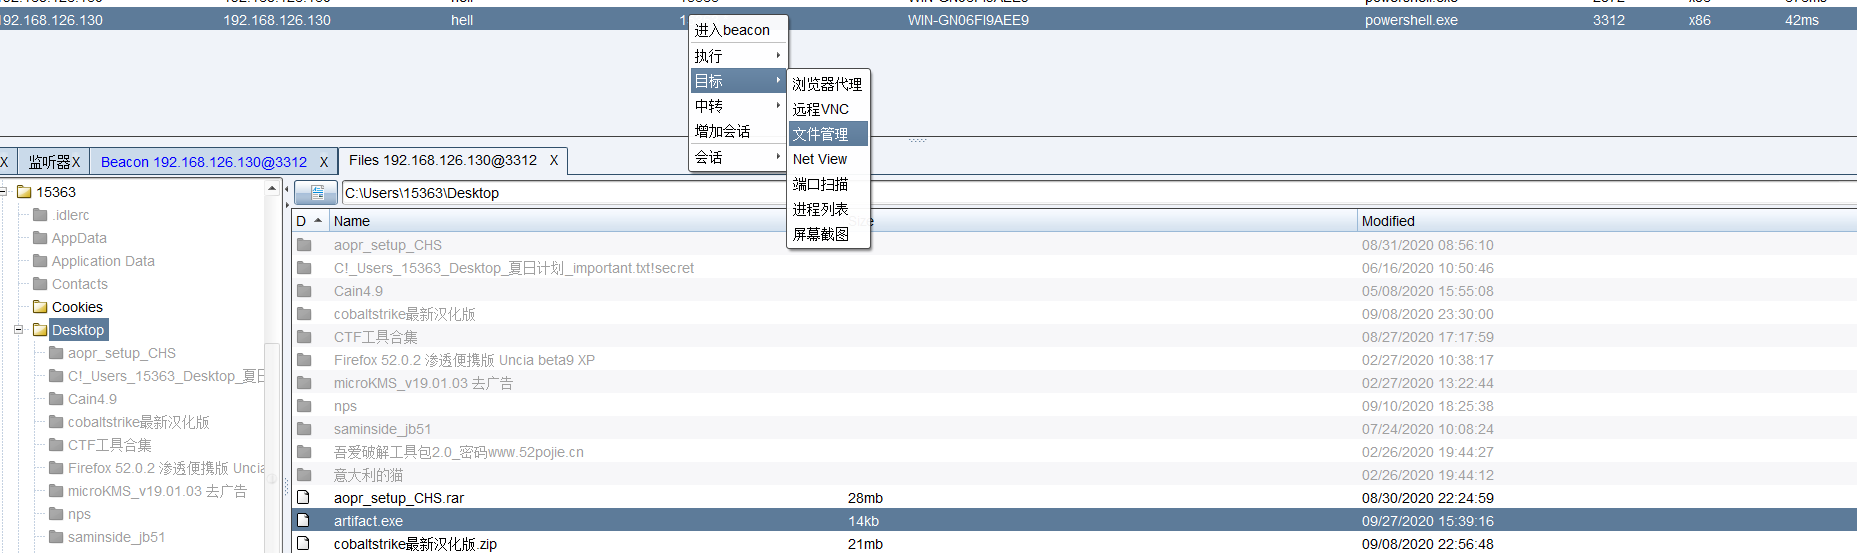 192.168.126.130 192.168.126.130 hell
192.168.126.130 192.168.126.130 hell WIN-GN06FI9AEE9 powershell.exe 3312 x86 42ms
进入beacon
执行
目标
中转
增加会话
会话
浏览器代理
远程VNC
文件管理
Net View
端口扫描
进程列表
屏幕截图
X 监听器X Beacon 192.168.126.130@3312 X Files 192.168.126.130@3312 X
15363
.idlerc
AppData
Application Data
Contacts
Cookies
Desktop
aopr_setup_CHS
C!_Users_15363_Desktop_夏日
Cain4.9
cobaltstrike最新汉化版
CTF工具合集
Firefox 52.0.2 渗透便携版 Uncia
microKMS_v19.01.03 去广告
nps
saminside_jb51
C:\Users\15363\Desktop
D Name Size Modified
aopr_setup_CHS 08/31/2020 08:56:10
C!_Users_15363_Desktop_夏日计划_important.txt!secret 06/16/2020 10:50:46
Cain4.9 05/08/2020 15:55:08
cobaltstrike最新汉化版 09/08/2020 23:30:00
CTF工具合集 08/27/2020 17:17:59
Firefox 52.0.2 渗透便携版 Uncia beta9 XP 02/27/2020 10:38:17
microKMS_v19.01.03 去广告 02/27/2020 13:22:44
nps 09/10/2020 18:25:38
saminside_jb51 07/24/2020 10:08:24
吾爱破解工具包2.0_密码www.52pojie.cn 02/26/2020 19:44:27
意大利的猫 02/26/2020 19:44:12
aopr_setup_CHS.rar 28mb 08/30/2020 22:24:59
artifact.exe 14kb 09/27/2020 15:39:16
cobaltstrike最新汉化版.zip 21mb 09/08/2020 22:56:48